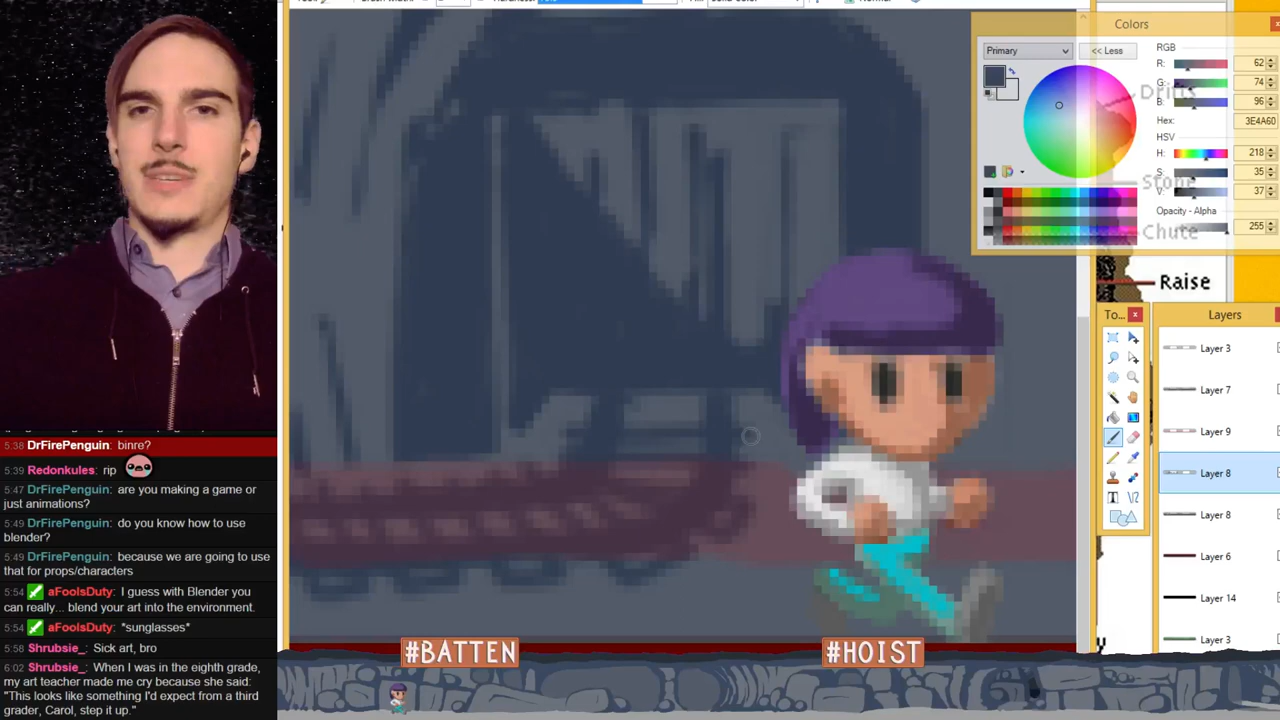 Normal
Colors
Primary
<< Less
RGB
R: 62
G: 74
B: 96
Hex: 3E4A60
HSV
H: 218
S: 35
V: 37
Opacity - Alpha
255
Drifts
Stone
Chute
Raise
To...
Layers
Layer 3
Layer 7
Layer 9
Layer 8
Layer 8
Layer 6
Layer 14
Layer 3
5:38 DrFirePenguin: binre?
5:39 Redonkules: rip
5:47 DrFirePenguin: are you making a game or
just animations?
5:49 DrFirePenguin: do you know how to use
blender?
5:49 DrFirePenguin: because we are going to use
that for props/characters
5:54 aFoolsDuty: I guess with Blender you
can really... blend your art into the environment.
5:54 aFoolsDuty: *sunglasses*
5:58 Shrubsie_: Sick art, bro
6:02 Shrubsie_: When I was in the eighth grade,
my art teacher made me cry because she said:
"This looks like something I'd expect from a third
grader, Carol, step it up."
#BATTEN
#HOIST